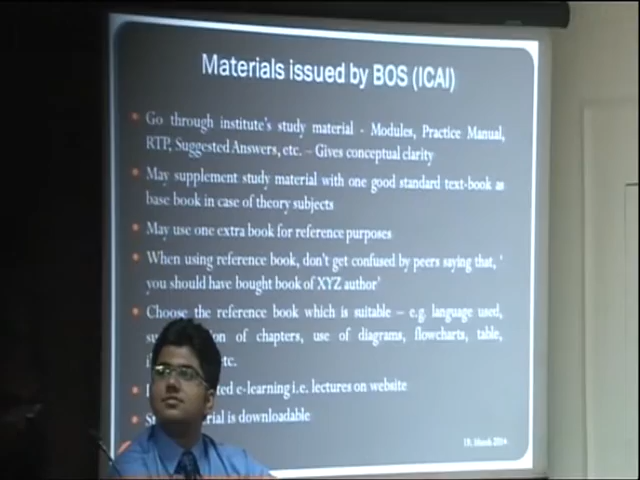 Materials issued by BOS (ICAI)
Go through institute's study material - Modules, Practice Manual,
RTP, Suggested Answers, etc. – Gives conceptual clarity
May supplement study material with one good standard text-book as
base book in case of theory subjects
May use one extra book for reference purposes
When using reference book, don't get confused by peers saying that, '
you should have bought book of XYZ author'
Choose the reference book which is suitable – e.g. language used,
of chapters, use of diagrams, flowcharts, table,
etc.
e-learning i.e. lectures on website
is downloadable
19, March 2014